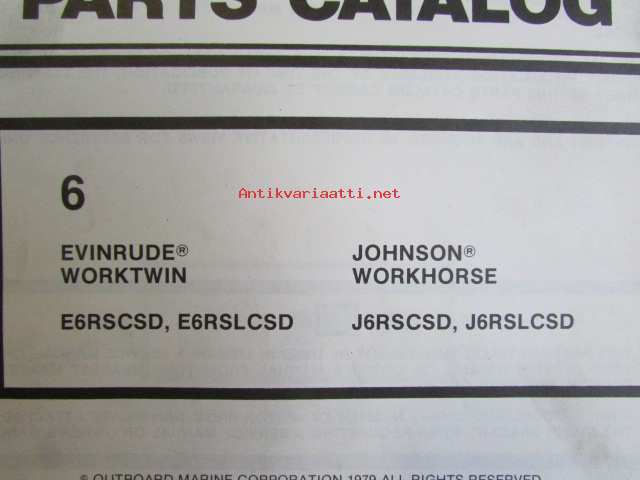 PARTS CATALOG
6
Antikvariaatti.net
EVINRUDE® JOHNSON®
WORKTWIN WORKHORSE
E6RSCSD, E6RSLCSD J6RSCSD, J6RSLCSD
© OUTBOARD MARINE CORPORATION 1979 ALL RIGHTS RESERVED